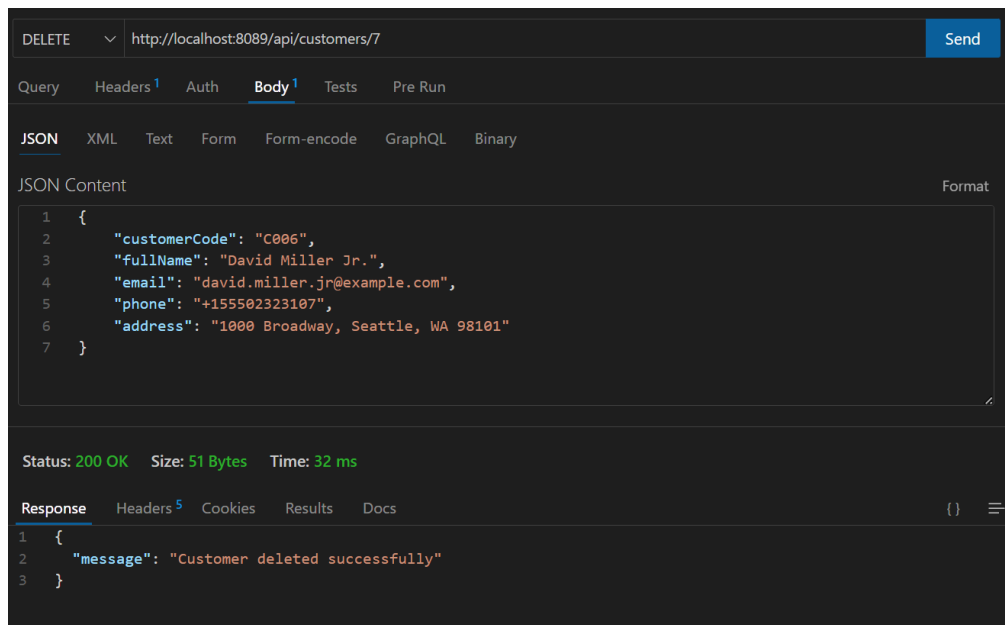 DELETE http://localhost:8089/api/customers/7 Send
Query Headers 1 Auth Body 1 Tests Pre Run
JSON XML Text Form Form-encode GraphQL Binary
JSON Content Format
1 {
2 "customerCode": "C006",
3 "fullName": "David Miller Jr.",
4 "email": "david.miller.jr@example.com",
5 "phone": "+155502323107",
6 "address": "1000 Broadway, Seattle, WA 98101"
7 }
Status: 200 OK Size: 51 Bytes Time: 32 ms
Response Headers 5 Cookies Results Docs { }
1 {
2 "message": "Customer deleted successfully"
3 }